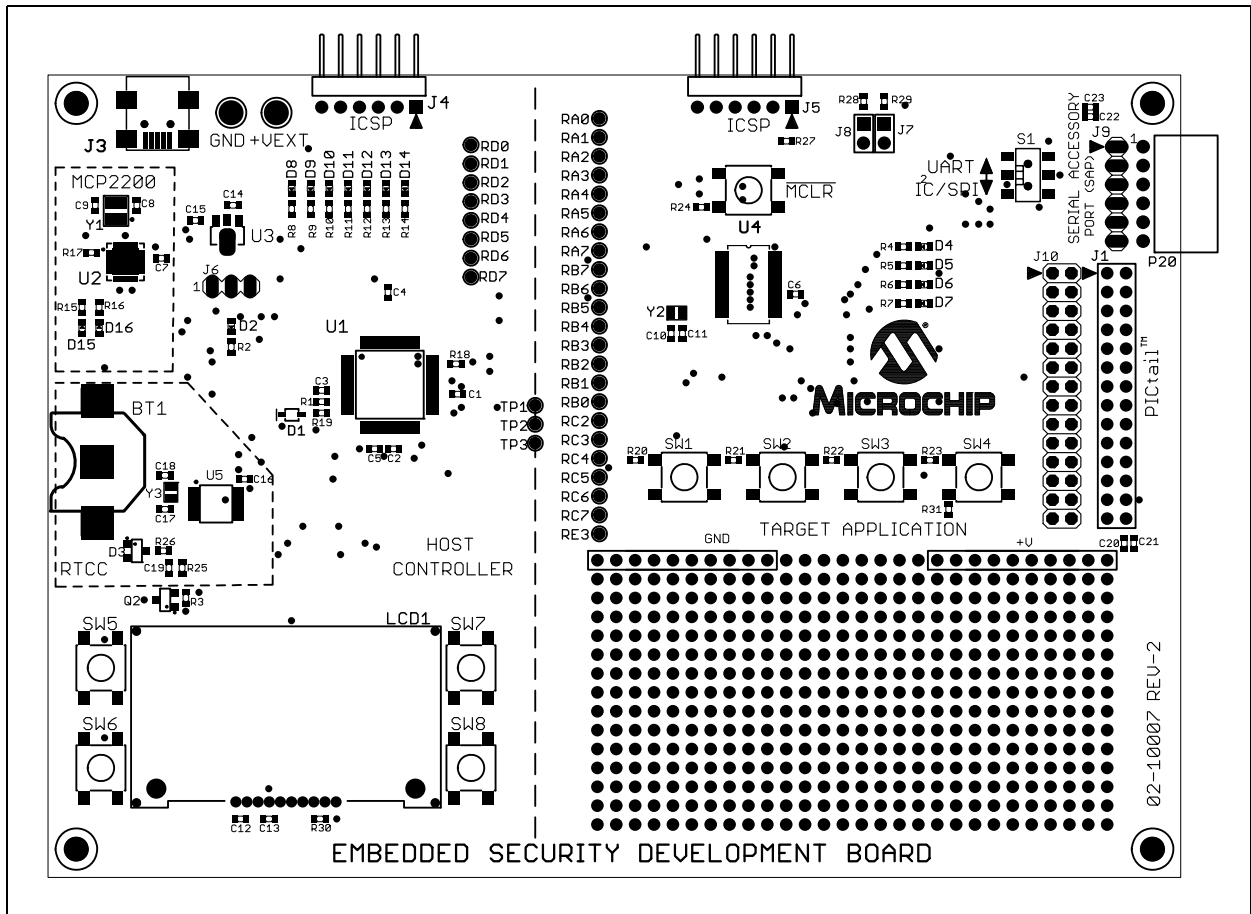 J4
ICSP
J5
ICSP
J3
GND
+VEXT
MCP2200
C9
C8
Y1
R17
U2
C7
R15
R16
D15
D16
C14
C15
U3
J6
1
D2
R2
D8
D9
D10
D11
D12
D13
D14
R8
R9
R10
R11
R12
R13
R14
RD0
RD1
RD2
RD3
RD4
RD5
RD6
RD7
C4
U1
R18
C1
C3
R1
R19
D1
C5
C2
TP1
TP2
TP3
BT1
C18
Y3
C17
U5
C16
D3
R26
C19
R25
RTCC
Q2
R3
HOST
CONTROLLER
LCD1
SW5
SW6
SW7
SW8
C12
C13
R30
RA0
RA1
RA2
RA3
RA4
RA5
RA6
RA7
RB7
RB6
RB5
RB4
RB3
RB2
RB1
RB0
RC2
RC3
RC4
RC5
RC6
RC7
RE3
R27
R28
R29
J8
J7
MCLR
R24
U4
C6
Y2
C10
C11
S1
UART
I²C/SPI
R4
D4
R5
D5
R6
D6
R7
D7
C23
C22
J9
1
SERIAL ACCESSORY
PORT (SAP)
P20
J10
J1
PICtail™
®
MICROCHIP
R20
SW1
R21
SW2
R22
SW3
R23
SW4
R31
TARGET APPLICATION
C20
C21
GND
+V
02-10007 REV-2
EMBEDDED SECURITY DEVELOPMENT BOARD